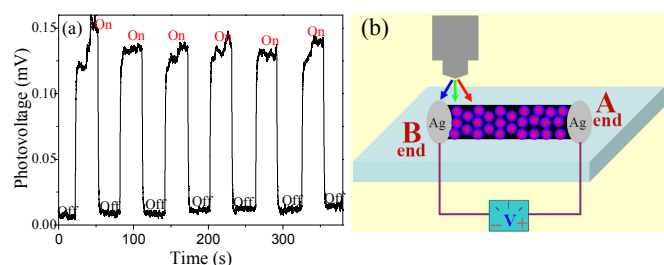 (a)
On
On
On
On
On
On
Off
Off
Off
Off
Off
Off
Off
0.15
0.10
0.05
0.00
Photovoltage (mV)
0
100
200
300
Time (s)
(b)
Ag
Ag
A
end
B
end
− V +